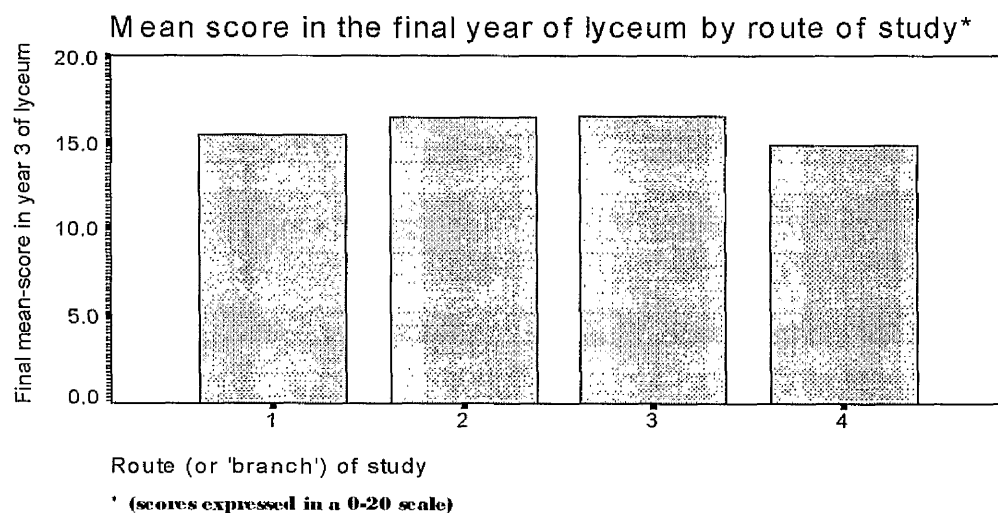 Mean score in the final year of lyceum by route of study*
Final mean-score in year 3 of lyceum
20.0
15.0
10.0
5.0
0.0
1 2 3 4
Route (or 'branch') of study
* (scores expressed in a 0-20 scale)